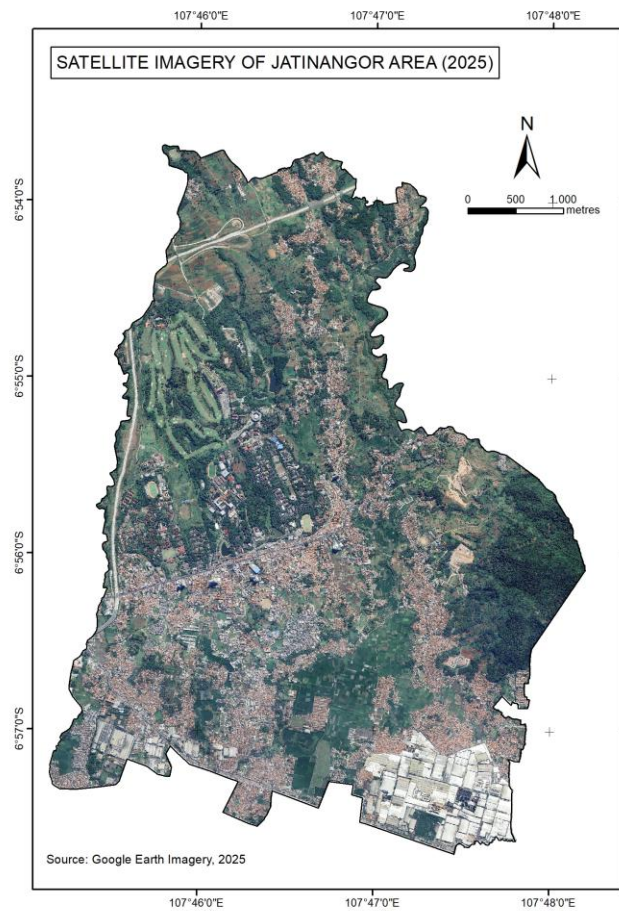 107°46'0"E 107°47'0"E 107°48'0"E
SATELLITE IMAGERY OF JATINANGOR AREA (2025)
N
0 500 1.000
metres
6°54'0"S
6°55'0"S
6°56'0"S
6°57'0"S
Source: Google Earth Imagery, 2025
107°46'0"E 107°47'0"E 107°48'0"E